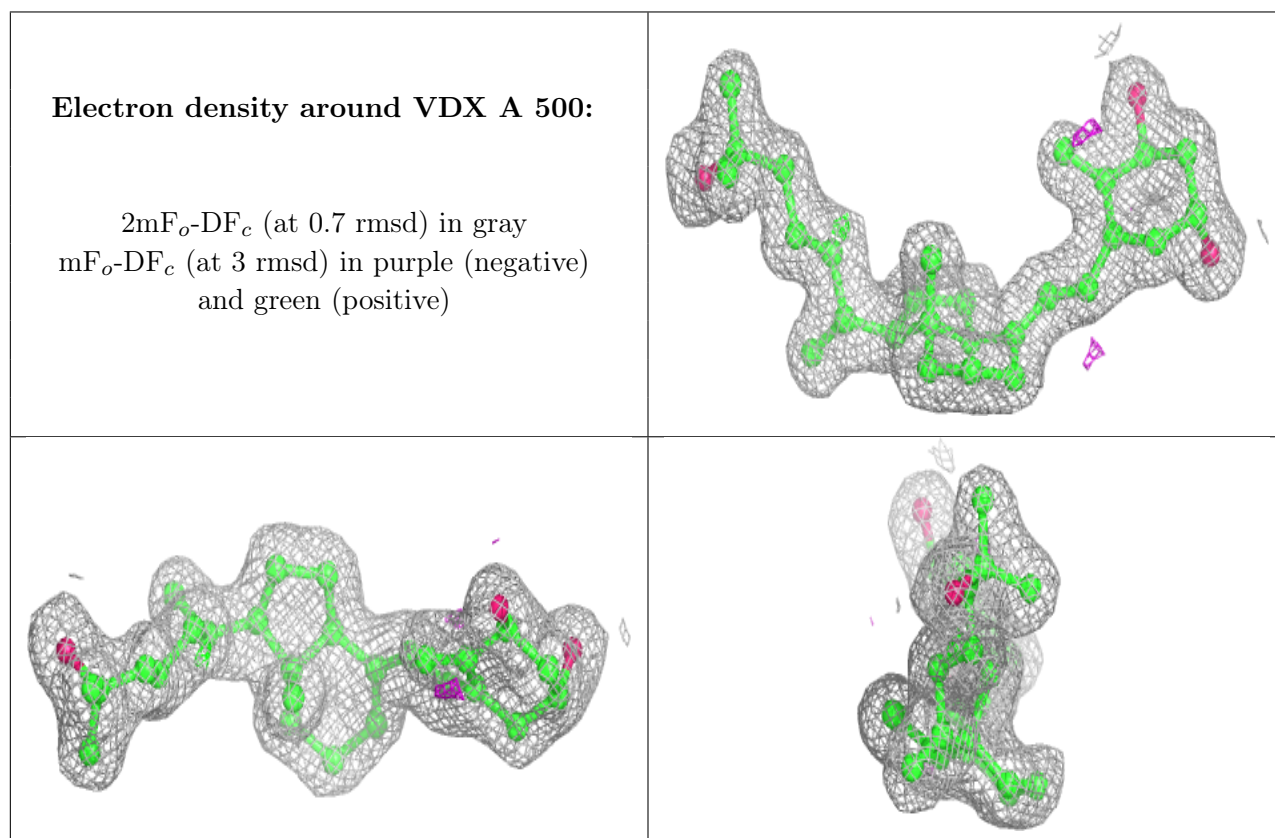 Electron density around VDX A 500:
2mFₒ-DF𝒸 (at 0.7 rmsd) in gray
mFₒ-DF𝒸 (at 3 rmsd) in purple (negative)
and green (positive)